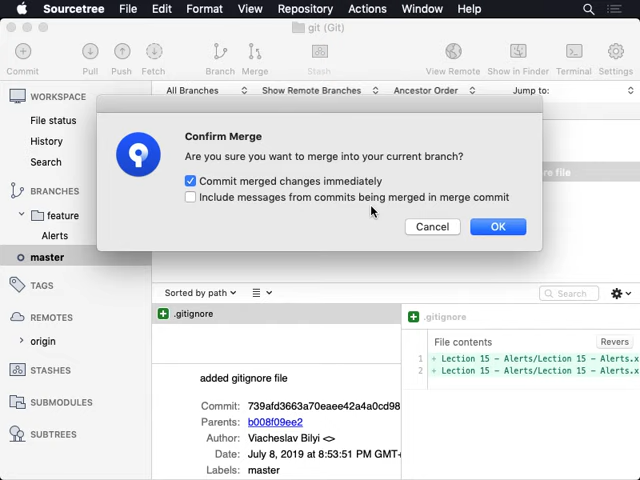 Sourcetree File Edit Format View Repository Actions Window Help
git (Git)
Commit Pull Push Fetch Branch Merge Stash View Remote Show in Finder Terminal Settings
WORKSPACE
File status
History
Search
BRANCHES
feature
Alerts
master
TAGS
REMOTES
origin
STASHES
SUBMODULES
SUBTREES
All Branches Show Remote Branches Ancestor Order Jump to:
Confirm Merge
Are you sure you want to merge into your current branch?
Commit merged changes immediately
Include messages from commits being merged in merge commit
Cancel OK
re file
Sorted by path Search
.gitignore
.gitignore
File contents Revers
1 + Lection 15 - Alerts/Lection 15 - Alerts.x
2 + Lection 15 - Alerts/Lection 15 - Alerts.x
added gitignore file
Commit: 739afd3663a70eaee42a4a0cd98
Parents: b008f09ee2
Author: Viacheslav Bilyi <>
Date: July 8, 2019 at 8:53:51 PM GMT+
Labels: master